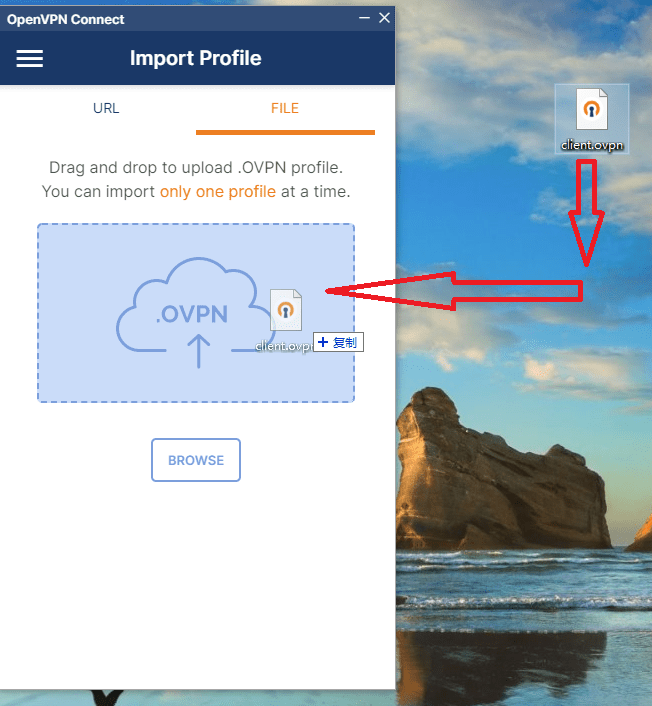 OpenVPN Connect
Import Profile
URL
FILE
Drag and drop to upload .OVPN profile.
You can import only one profile at a time.
.OVPN
client.ovpn
复制
BROWSE
client.ovpn